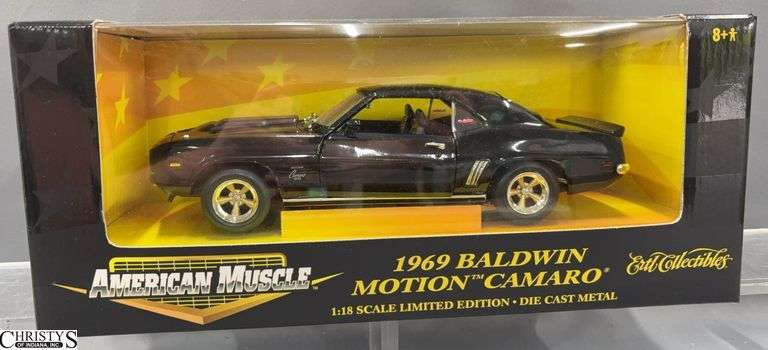 8+
1969 BALDWIN
MOTION™ CAMARO®
1:18 SCALE LIMITED EDITION • DIE CAST METAL
AMERICAN MUSCLE
Ertl Collectibles
CHRISTY'S
OF INDIANA, INC.